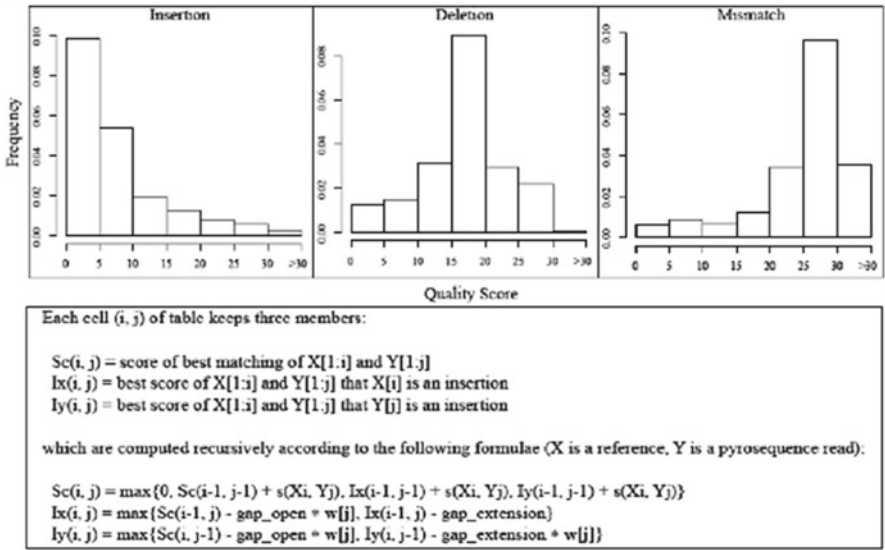 Insertion
Deletion
Mismatch
Frequency
0.10
0.08
0.06
0.04
0.02
0.00
0 5 10 15 20 25 30 >30
0.08
0.06
0.04
0.02
0.00
0 5 10 15 20 25 30 >30
0.10
0.08
0.06
0.04
0.02
0.00
0 5 10 15 20 25 >30
Quality Score
Each cell (i, j) of table keeps three members:
Sc(i, j) = score of best matching of X[1:i] and Y[1:j]
Ix(i, j) = best score of X[1:i] and Y[1:j] that X[i] is an insertion
Iy(i, j) = best score of X[1:i] and Y[1:j] that Y[j] is an insertion
which are computed recursively according to the following formulae (X is a reference, Y is a pyrosequence read):
Sc(i, j) = max{0, Sc(i-1, j-1) + s(Xi, Yj), Ix(i-1, j-1) + s(Xi, Yj), Iy(i-1, j-1) + s(Xi, Yj)}
Ix(i, j) = max{Sc(i-1, j) - gap_open * w[j], Ix(i-1, j) - gap_extension}
Iy(i, j) = max{Sc(i, j-1) - gap_open * w[j], Iy(i, j-1) - gap_extension * w[j]}